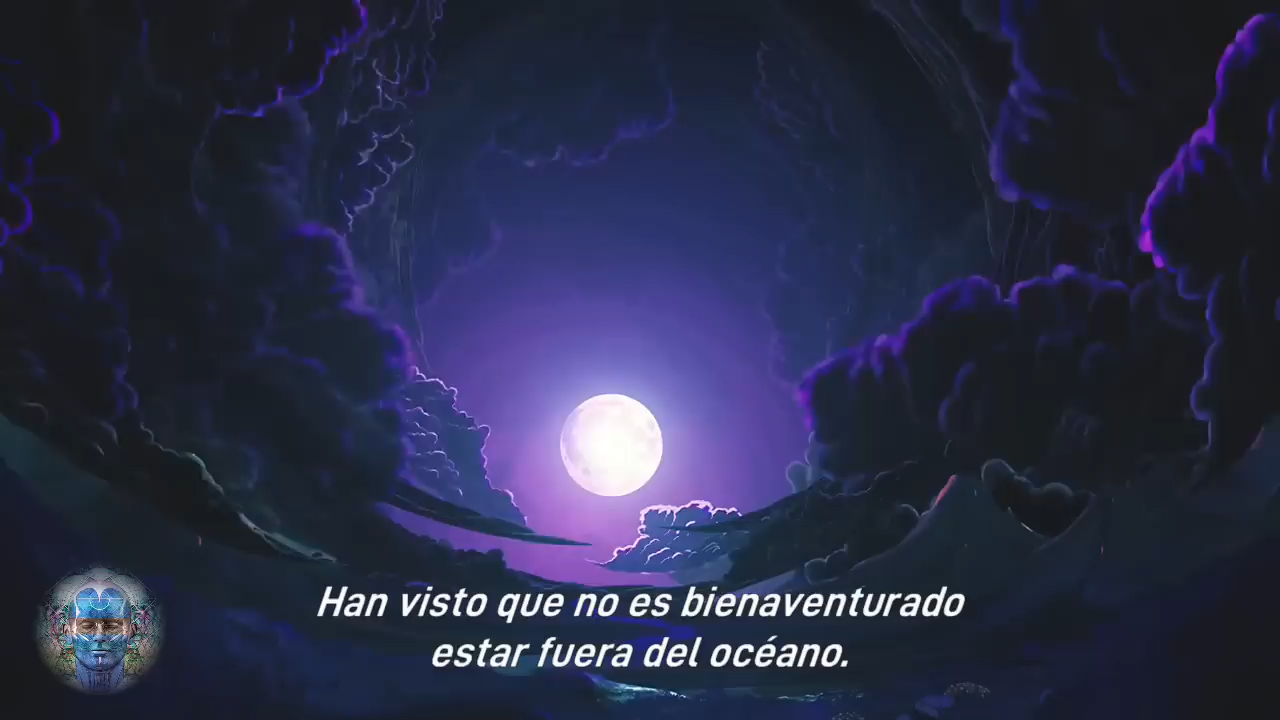 Han visto que no es bienaventurado
estar fuera del océano.